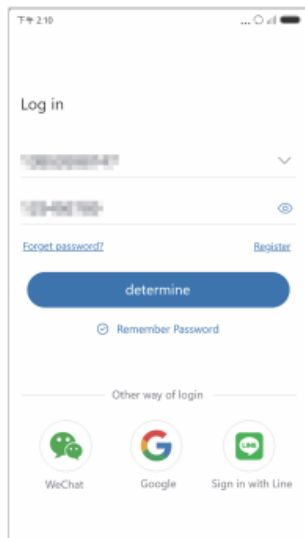 下午 2:10
Log in
Forget password? Register
determine
Remember Password
Other way of login
LINE
WeChat Google Sign in with Line